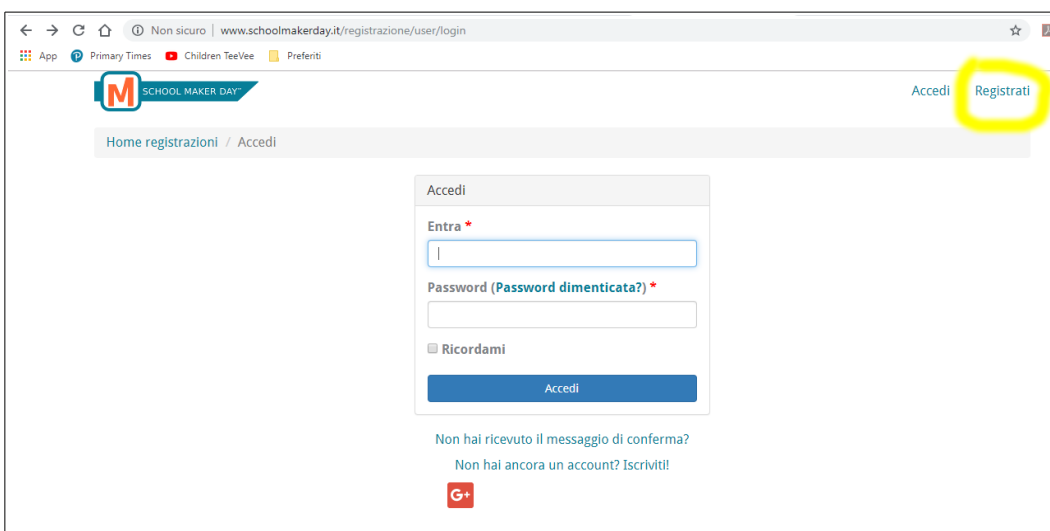 Non sicuro | www.schoolmakerday.it/registrazione/user/login
App Primary Times Children TeeVee Preferiti
M SCHOOL MAKER DAY™
Accedi Registrati
Home registrazioni / Accedi
Accedi
Entra *
Password (Password dimenticata?) *
Ricordami
Accedi
Non hai ricevuto il messaggio di conferma?
Non hai ancora un account? Iscriviti!
G+